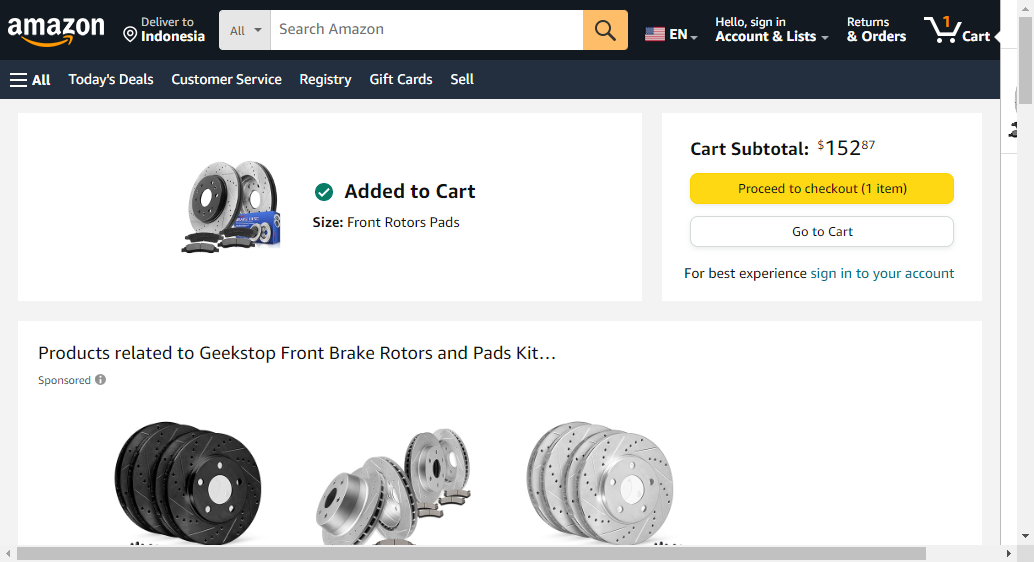 amazon
Deliver to
Indonesia
All
Search Amazon
EN
Hello, sign in
Account & Lists
Returns
& Orders
1
Cart
All
Today's Deals
Customer Service
Registry
Gift Cards
Sell
Added to Cart
Size: Front Rotors Pads
Cart Subtotal: $152 87
Proceed to checkout (1 item)
Go to Cart
For best experience sign in to your account
Products related to Geekstop Front Brake Rotors and Pads Kit…
Sponsored